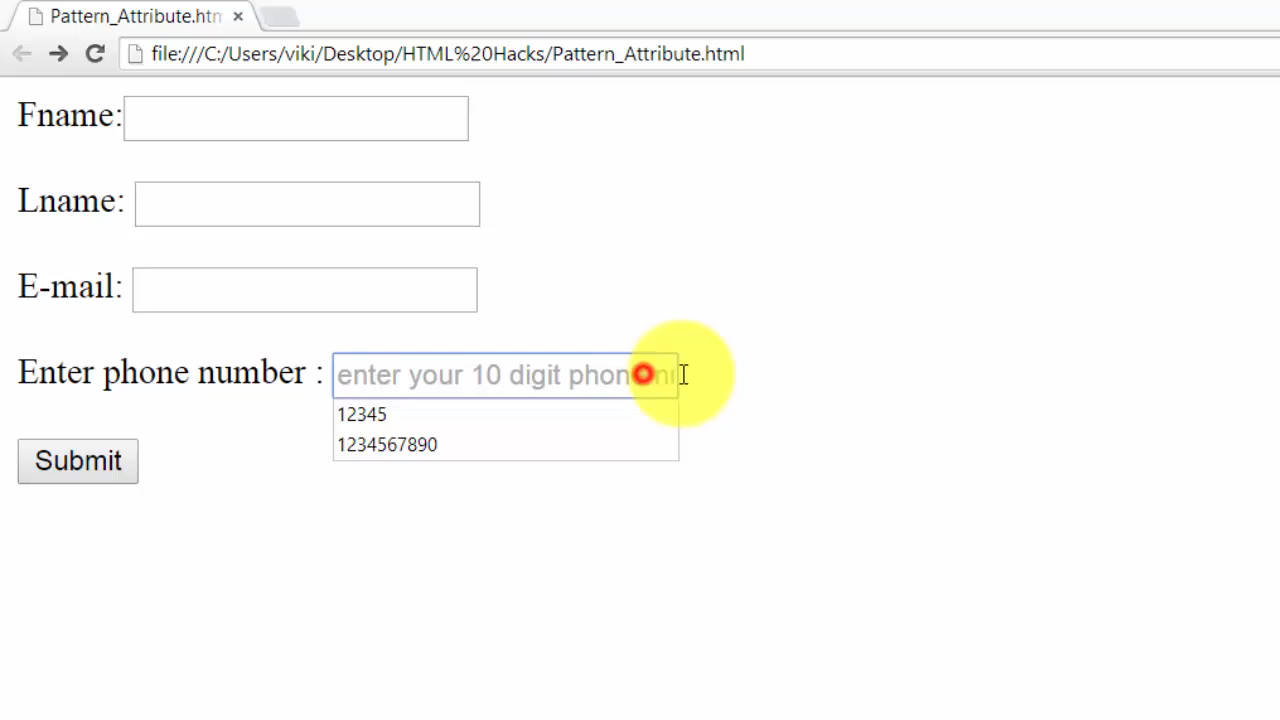 Pattern_Attribute.htm
file:///C:/Users/viki/Desktop/HTML%20Hacks/Pattern_Attribute.html
Fname:
Lname:
E-mail:
Enter phone number : enter your 10 digit phon
12345
1234567890
Submit